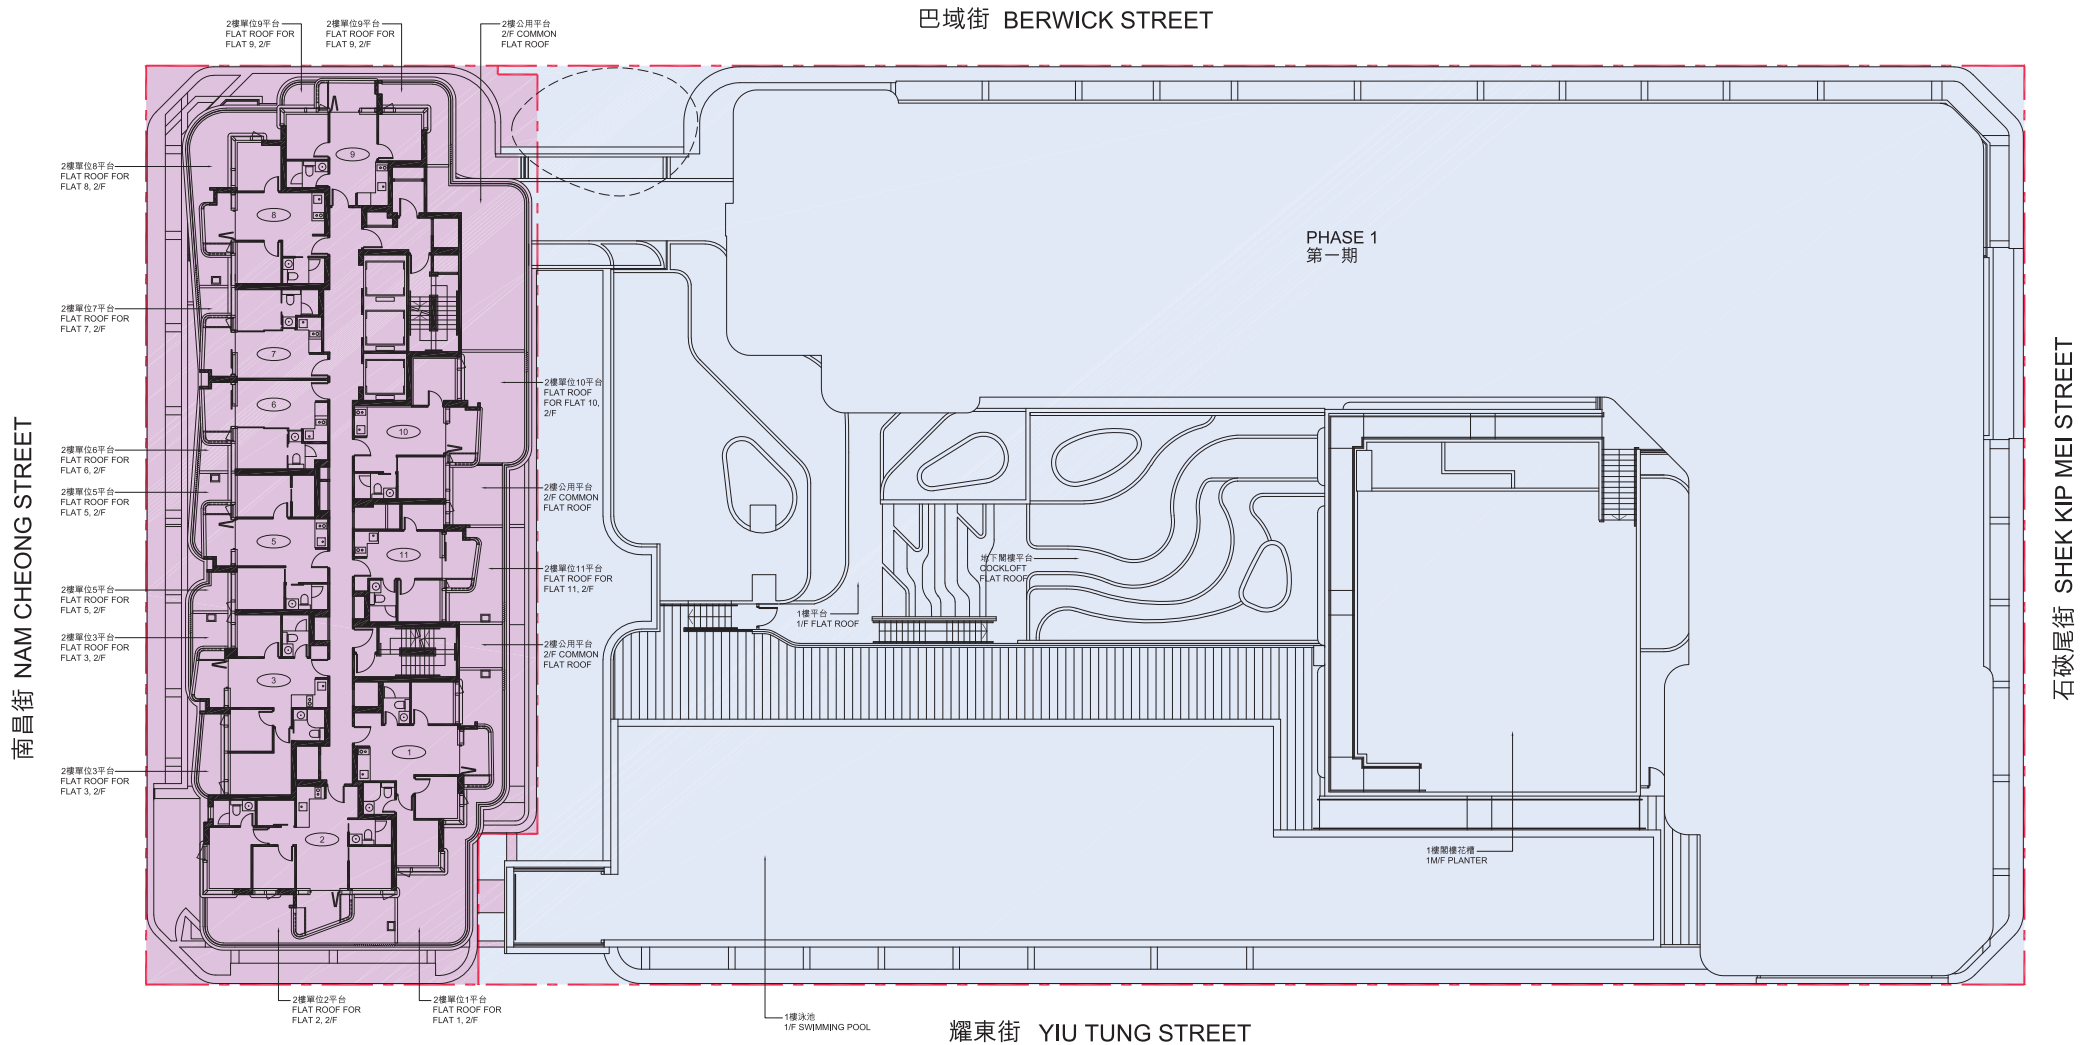 巴域街 BERWICK STREET
2樓單位9平台
FLAT ROOF FOR
FLAT 9, 2/F
2樓單位9平台
FLAT ROOF FOR
FLAT 9, 2/F
2樓公用平台
2/F COMMON
FLAT ROOF
2樓單位8平台
FLAT ROOF FOR
FLAT 8, 2/F
9
8
PHASE 1
第一期
2樓單位7平台
FLAT ROOF FOR
FLAT 7, 2/F
7
6
2樓單位10平台
FLAT ROOF
FOR FLAT 10,
2/F
10
2樓單位6平台
FLAT ROOF FOR
FLAT 6, 2/F
2樓單位5平台
FLAT ROOF FOR
FLAT 5, 2/F
2樓公用平台
2/F COMMON
FLAT ROOF
5
11
2樓單位11平台
FLAT ROOF FOR
FLAT 11, 2/F
地下閣樓平台
COCKLOFT
FLAT ROOF
2樓單位5平台
FLAT ROOF FOR
FLAT 5, 2/F
1樓平台
1/F FLAT ROOF
2樓單位3平台
FLAT ROOF FOR
FLAT 3, 2/F
2樓公用平台
2/F COMMON
FLAT ROOF
3
1
2樓單位3平台
FLAT ROOF FOR
FLAT 3, 2/F
2
1樓閣樓花槽
1M/F PLANTER
2樓單位2平台
FLAT ROOF FOR
FLAT 2, 2/F
2樓單位1平台
FLAT ROOF FOR
FLAT 1, 2/F
1樓泳池
1/F SWIMMING POOL
南昌街 NAM CHEONG STREET
石硤尾街 SHEK KIP MEI STREET
耀東街 YIU TUNG STREET